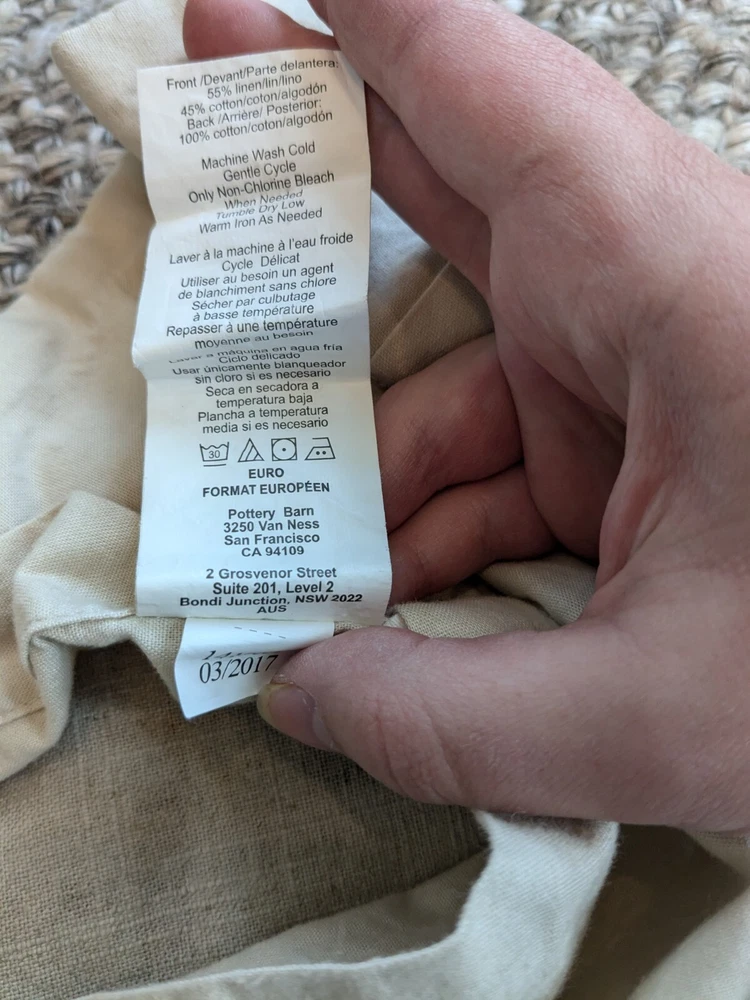 Front /Devant/Parte delantera:
55% linen/lin/lino
45% cotton/coton/algodón
Back /Arrière/ Posterior:
100% cotton/coton/algodón
Machine Wash Cold
Gentle Cycle
Only Non-Chlorine Bleach
When Needed
Tumble Dry Low
Warm Iron As Needed
Laver à la machine à l'eau froide
Cycle Délicat
Utiliser au besoin un agent
de blanchiment sans chlore
Sécher par culbutage
à basse température
Repasser à une température
moyenne au besoin
Lavar a máquina en agua fría
Ciclo delicado
Usar únicamente blanqueador
sin cloro si es necesario
Seca en secadora a
temperatura baja
Plancha a temperatura
media si es necesario
30
EURO
FORMAT EUROPÉEN
Pottery Barn
3250 Van Ness
San Francisco
CA 94109
2 Grosvenor Street
Suite 201, Level 2
Bondi Junction, NSW 2022
AUS
03/2017